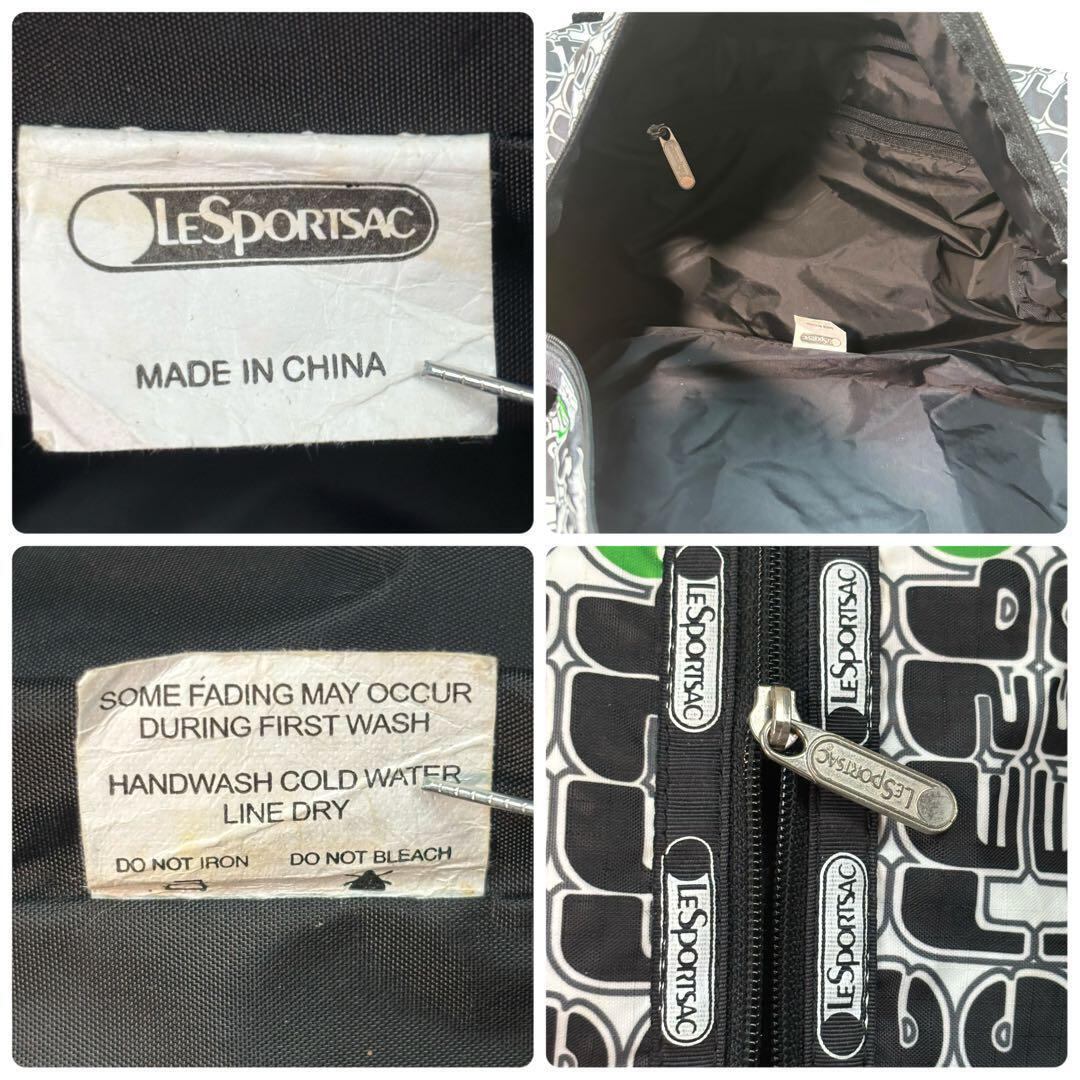 LESPORTSAC
MADE IN CHINA
SOME FADING MAY OCCUR
DURING FIRST WASH
HANDWASH COLD WATER
LINE DRY
DO NOT IRON DO NOT BLEACH
LESPORTSAC
LESPORTSAC
LESPORTSAC
LESPORTSAC
LESPORTSAC